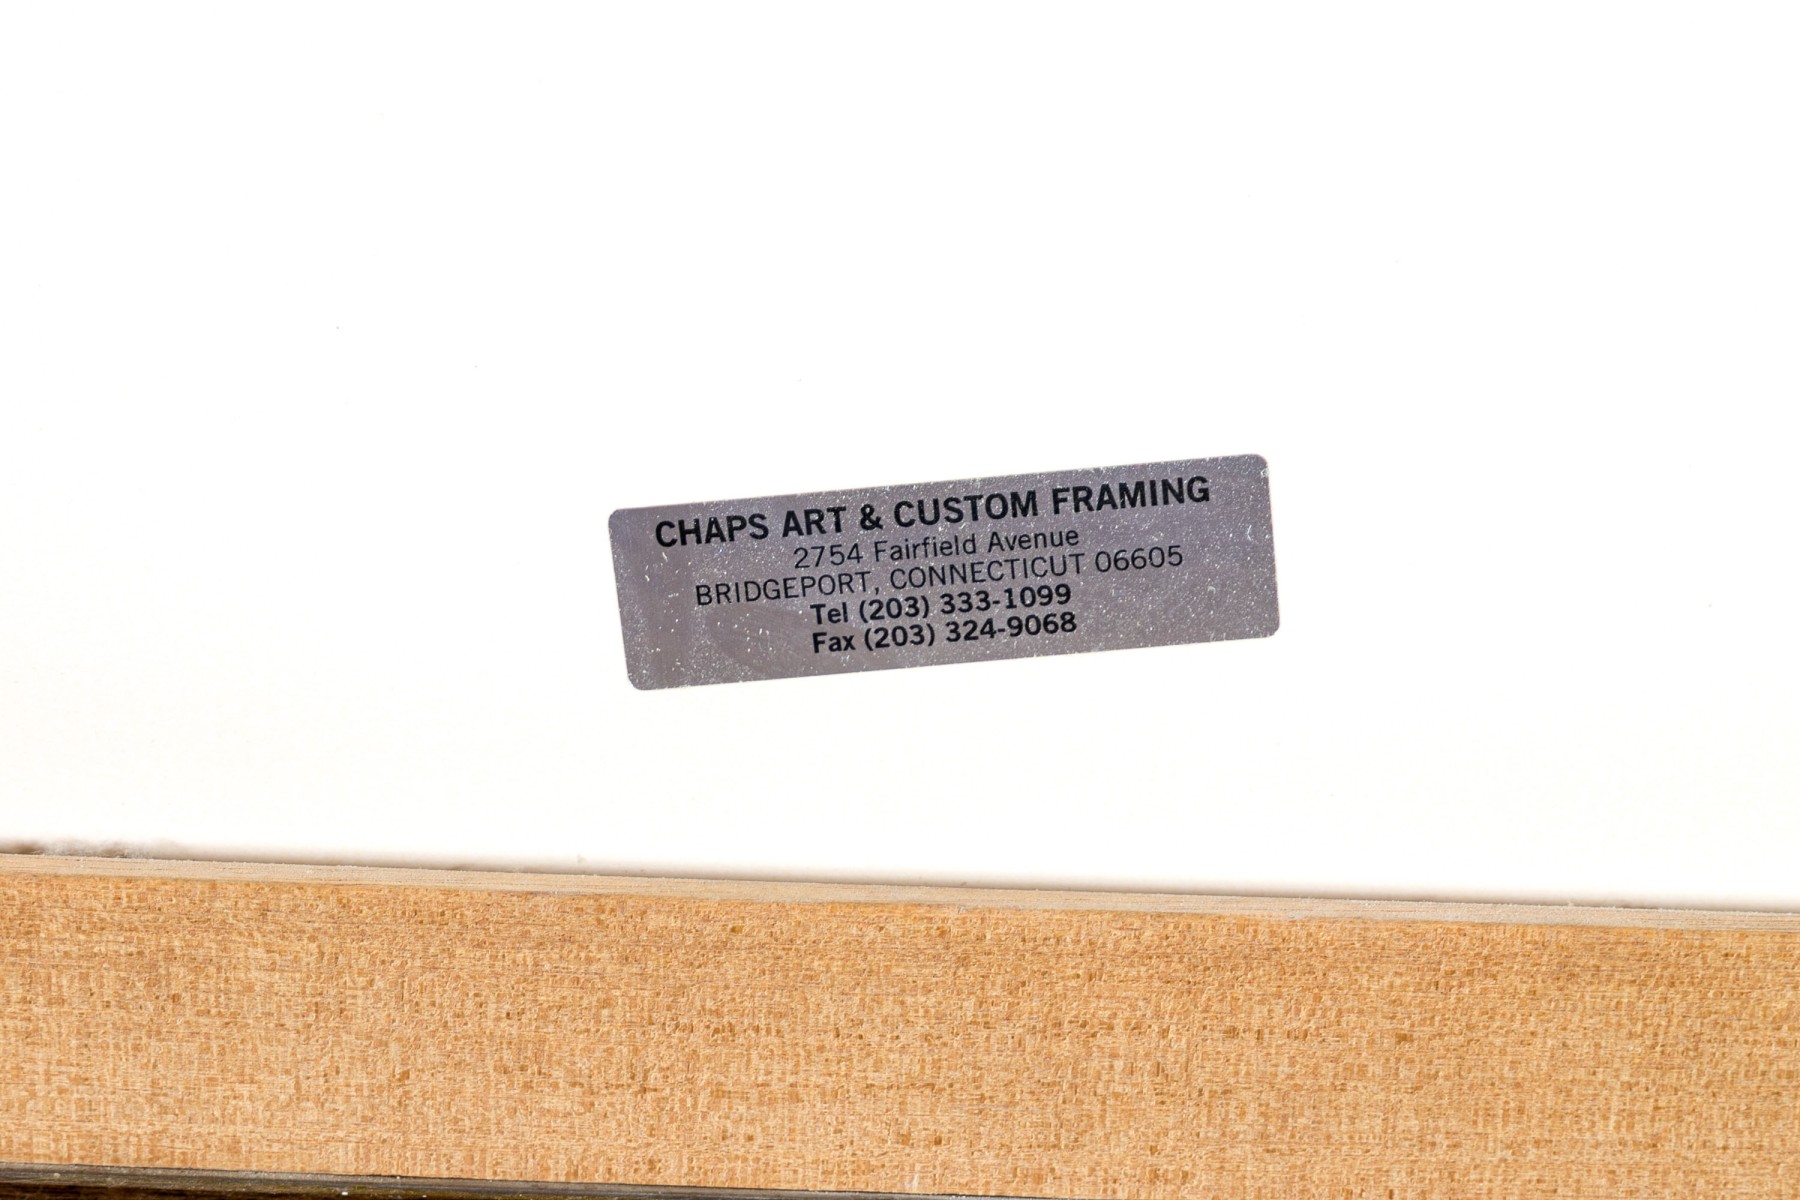 CHAPS ART & CUSTOM FRAMING
2754 Fairfield Avenue
BRIDGEPORT, CONNECTICUT 06605
Tel (203) 333-1099
Fax (203) 324-9068